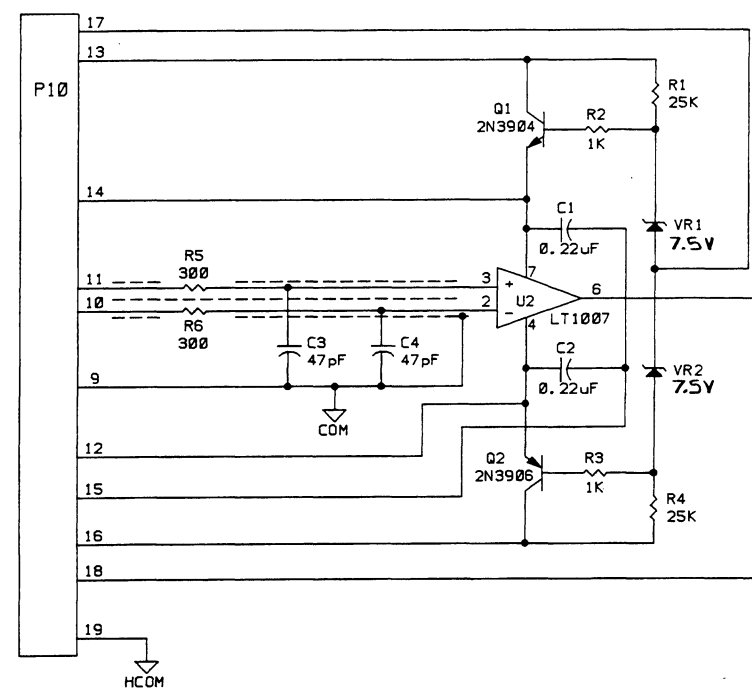 17
13
P10
R1
25K
Q1
2N3904
R2
1K
14
C1
0.22uF
VR1
7.5V
R5
300
11
10
R6
300
3
+
2
−
7
U2
6
4
LT1007
C3
47pF
C4
47pF
C2
0.22uF
VR2
7.5V
9
COM
12
Q2
2N3906
R3
1K
15
R4
25K
16
18
19
HCOM